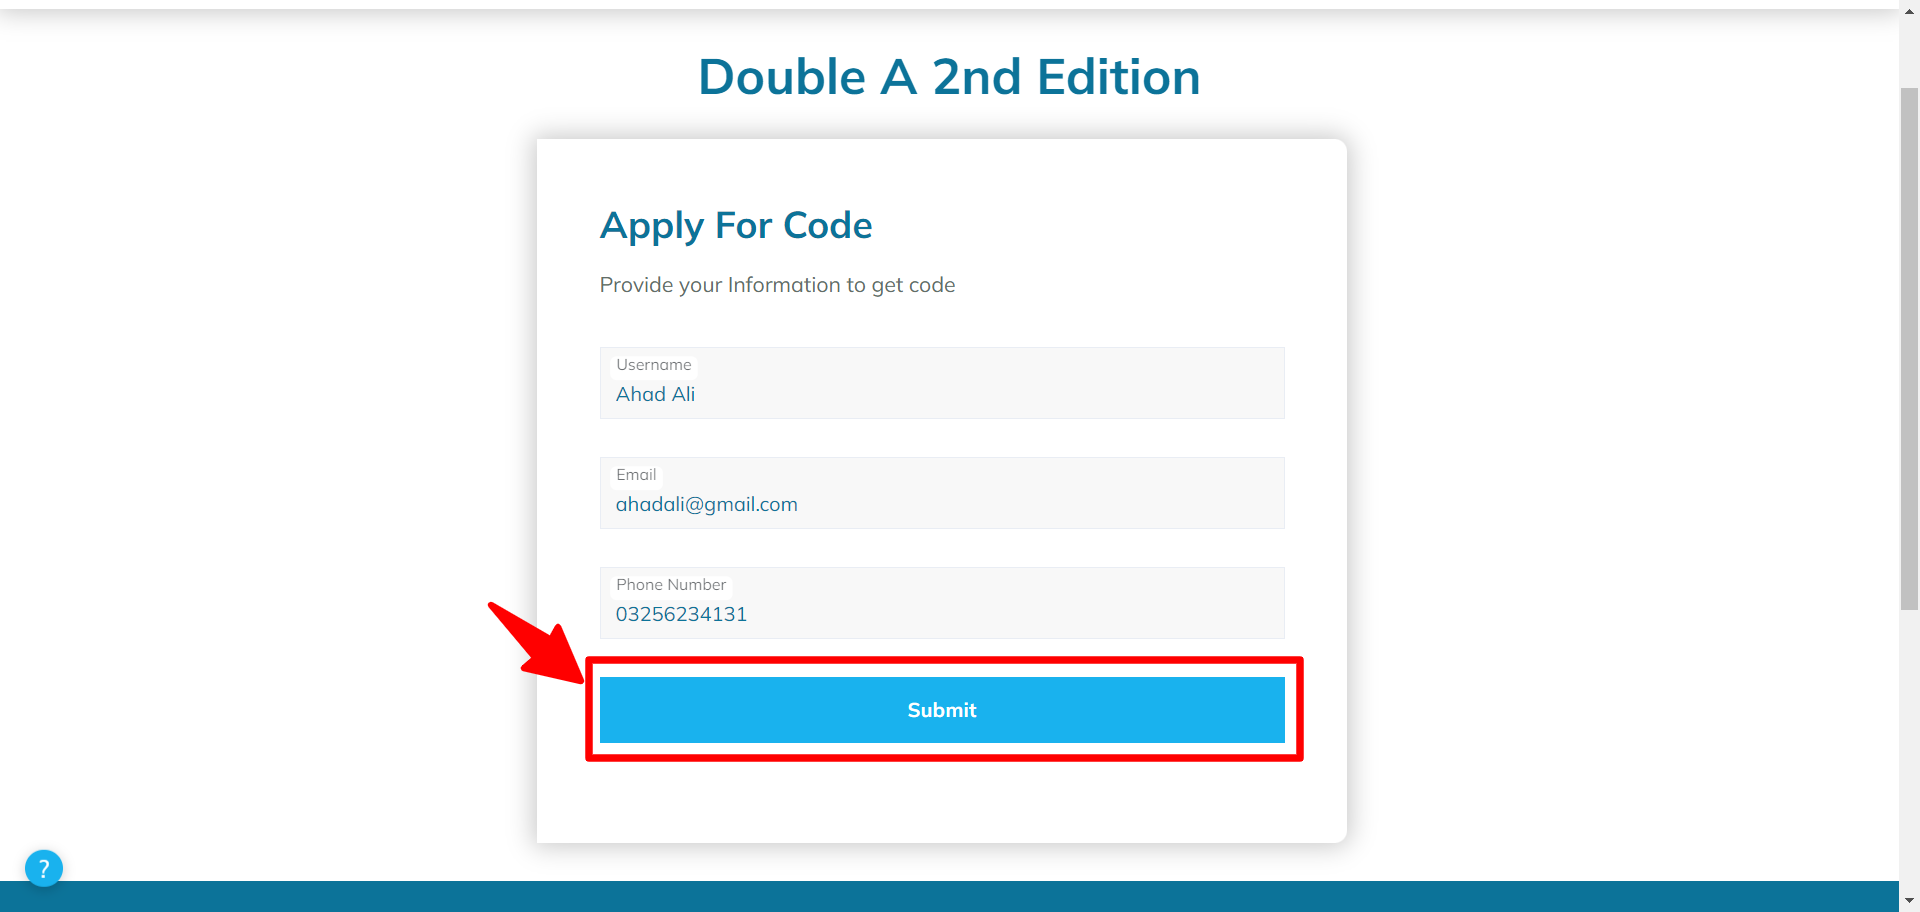 Double A 2nd Edition
Apply For Code
Provide your Information to get code
Username
Ahad Ali
Email
ahadali@gmail.com
Phone Number
03256234131
Submit
?